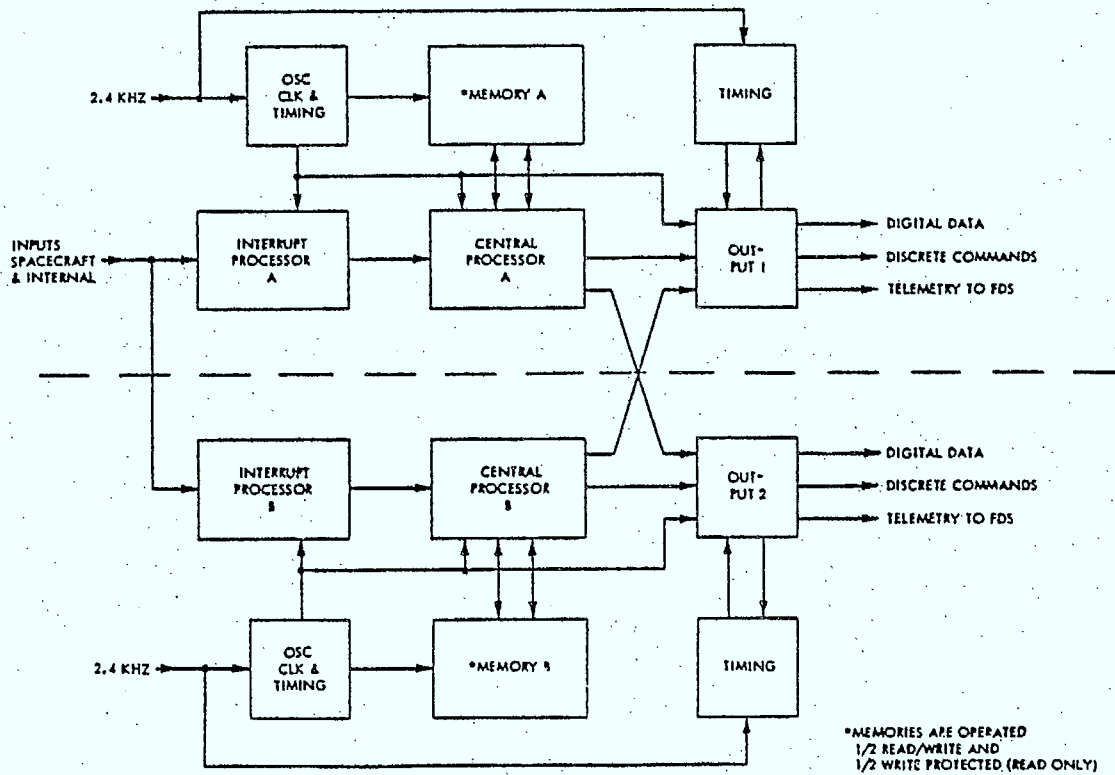 2.4 KHZ
OSC
CLK &
TIMING
*MEMORY A
TIMING
INPUTS
SPACECRAFT
& INTERNAL
INTERRUPT
PROCESSOR
A
CENTRAL
PROCESSOR
A
OUT-
PUT 1
DIGITAL DATA
DISCRETE COMMANDS
TELEMETRY TO FDS
INTERRUPT
PROCESSOR
B
CENTRAL
PROCESSOR
B
OUT-
PUT 2
DIGITAL DATA
DISCRETE COMMANDS
TELEMETRY TO FDS
2.4 KHZ
OSC
CLK &
TIMING
*MEMORY B
TIMING
*MEMORIES ARE OPERATED
1/2 READ/WRITE AND
1/2 WRITE PROTECTED (READ ONLY)